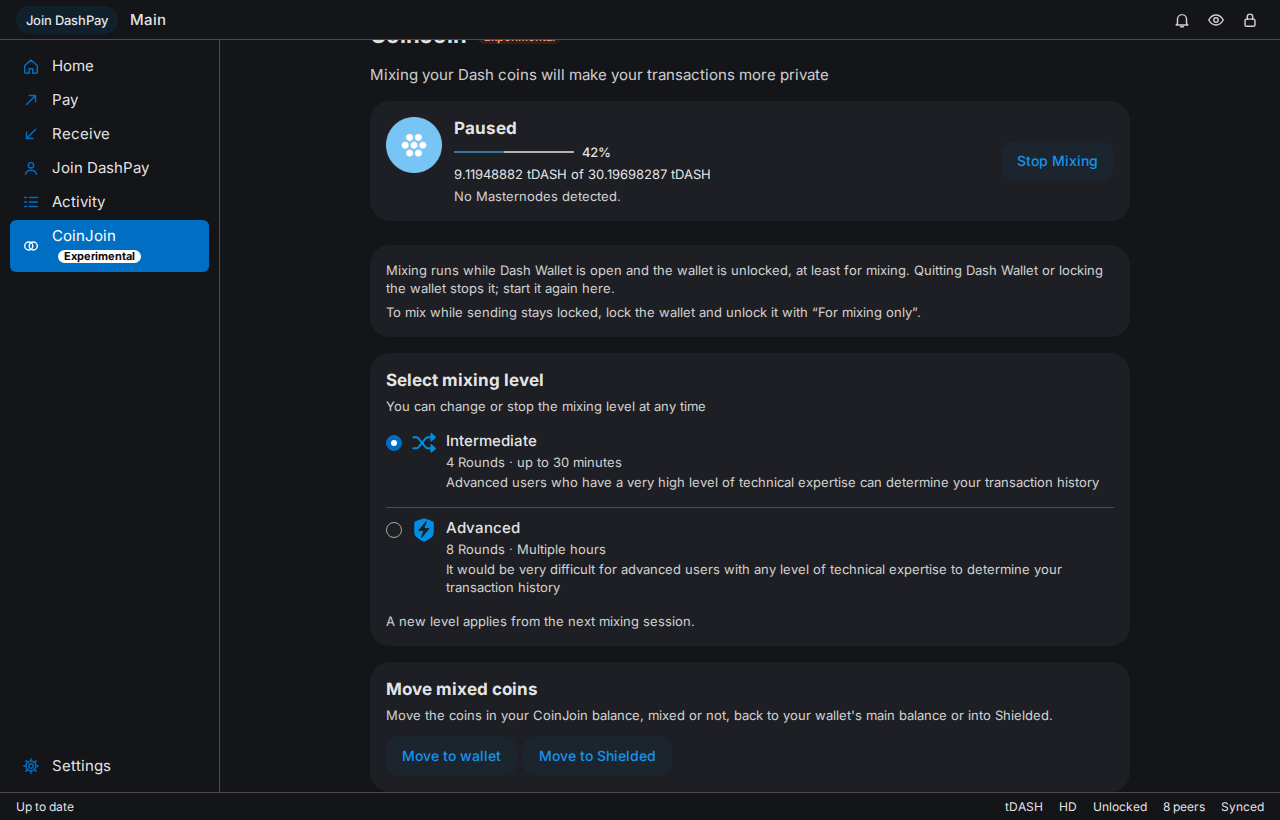 Join DashPay
Main
CoinJoin Experimental
Home
Pay
Receive
Join DashPay
Activity
CoinJoin
Experimental
Settings
Mixing your Dash coins will make your transactions more private
Paused
42%
9.11948882 tDASH of 30.19698287 tDASH
No Masternodes detected.
Stop Mixing
Mixing runs while Dash Wallet is open and the wallet is unlocked, at least for mixing. Quitting Dash Wallet or locking
the wallet stops it; start it again here.
To mix while sending stays locked, lock the wallet and unlock it with “For mixing only”.
Select mixing level
You can change or stop the mixing level at any time
Intermediate
4 Rounds · up to 30 minutes
Advanced users who have a very high level of technical expertise can determine your transaction history
Advanced
8 Rounds · Multiple hours
It would be very difficult for advanced users with any level of technical expertise to determine your
transaction history
A new level applies from the next mixing session.
Move mixed coins
Move the coins in your CoinJoin balance, mixed or not, back to your wallet's main balance or into Shielded.
Move to wallet
Move to Shielded
Up to date
tDASH
HD
Unlocked
8 peers
Synced